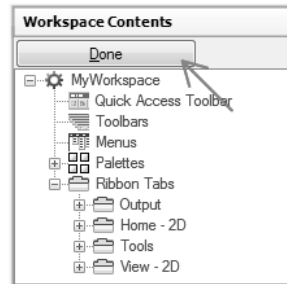 Workspace Contents
Done
MyWorkspace
Quick Access Toolbar
Toolbars
Menus
Palettes
Ribbon Tabs
Output
Home - 2D
Tools
View - 2D